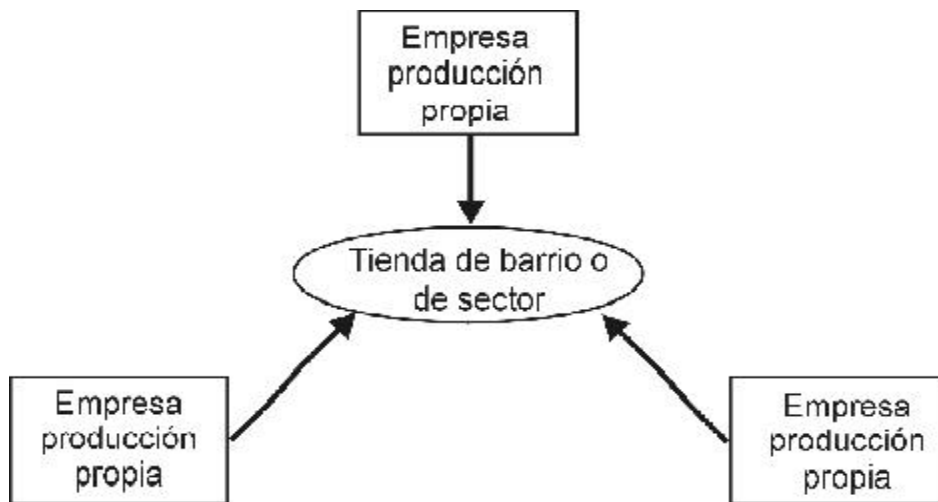 Empresa
producción
propia
Tienda de barrio o
de sector
Empresa
producción
propia
Empresa
producción
propia